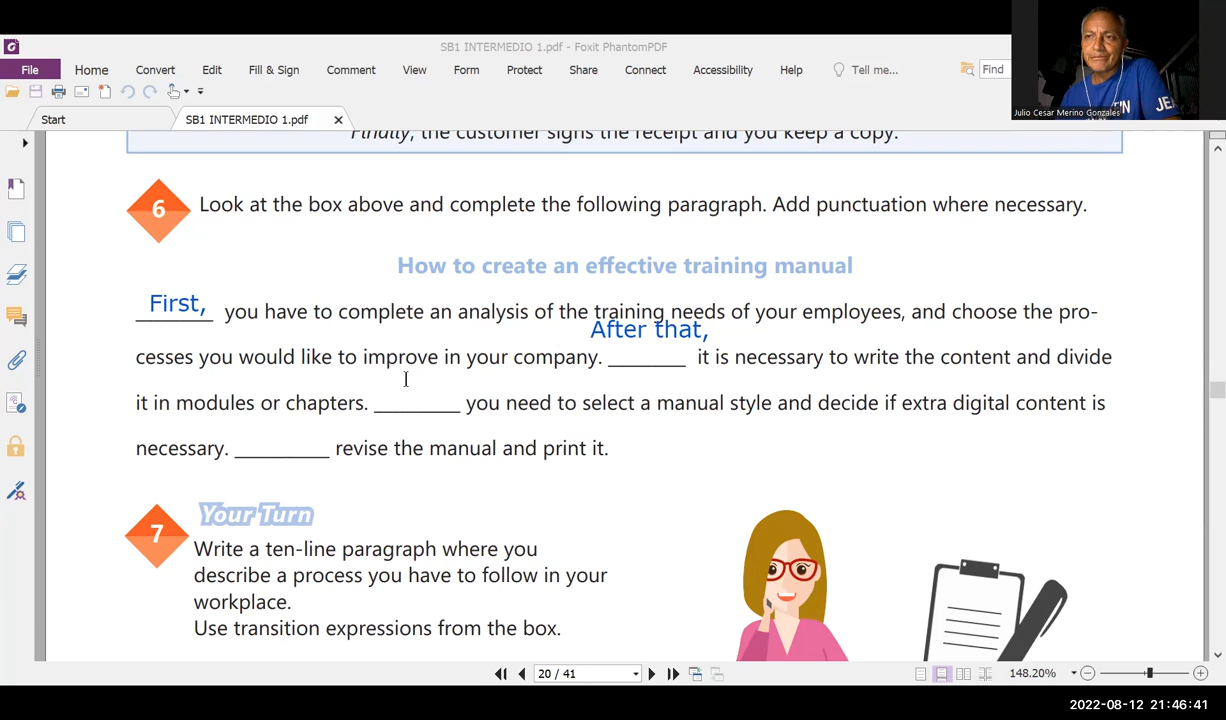 SB1 INTERMEDIO 1.pdf - Foxit PhantomPDF
File Home Convert Edit Fill & Sign Comment View Form Protect Share Connect Accessibility Help Tell me... Find
Julio Cesar Merino Gonzales
Start SB1 INTERMEDIO 1.pdf
Finally, the customer signs the receipt and you keep a copy.
6 Look at the box above and complete the following paragraph. Add punctuation where necessary.
How to create an effective training manual
First, you have to complete an analysis of the training needs of your employees, and choose the pro-
cesses you would like to improve in your company. After that, it is necessary to write the content and divide
it in modules or chapters. ________ you need to select a manual style and decide if extra digital content is
necessary. _________ revise the manual and print it.
7 Your Turn
Write a ten-line paragraph where you
describe a process you have to follow in your
workplace.
Use transition expressions from the box.
20 / 41 148.20%
2022-08-12 21:46:41